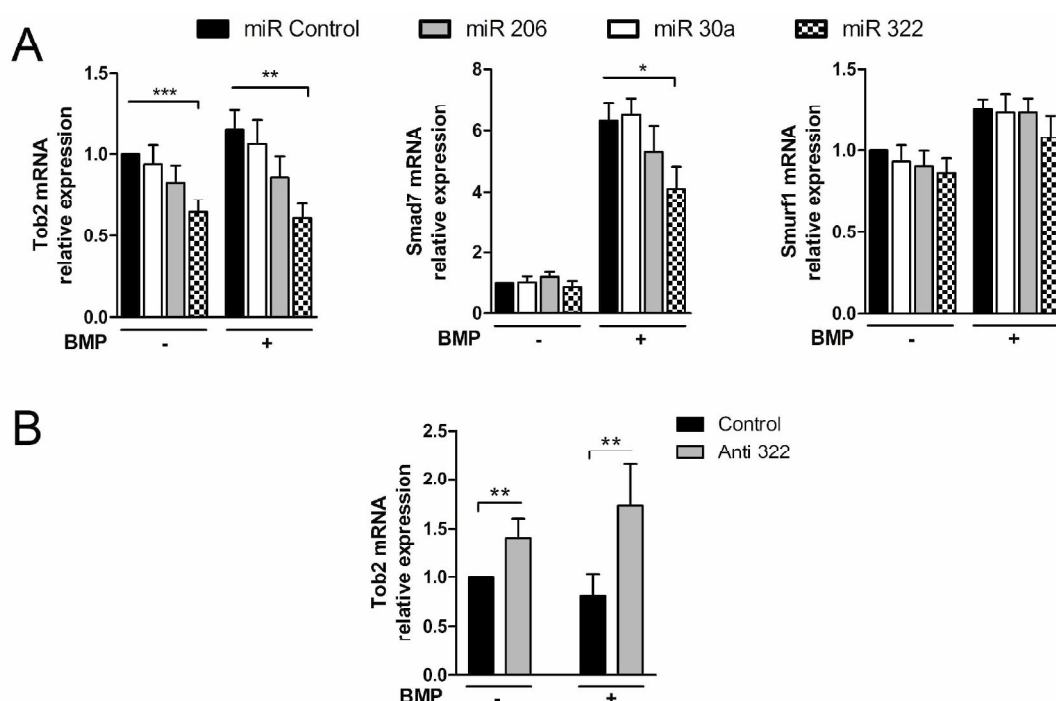 A
miR Control miR 206 miR 30a miR 322
Tob2 mRNA
relative expression
1.5
1.0
0.5
0.0
*** **
BMP - +
Smad7 mRNA
relative expression
8
6
4
2
0
*
BMP - +
Smurf1 mRNA
relative expression
1.5
1.0
0.5
0.0
BMP - +
B
Control
Anti 322
Tob2 mRNA
relative expression
2.5
2.0
1.5
1.0
0.5
0.0
** **
BMP - +